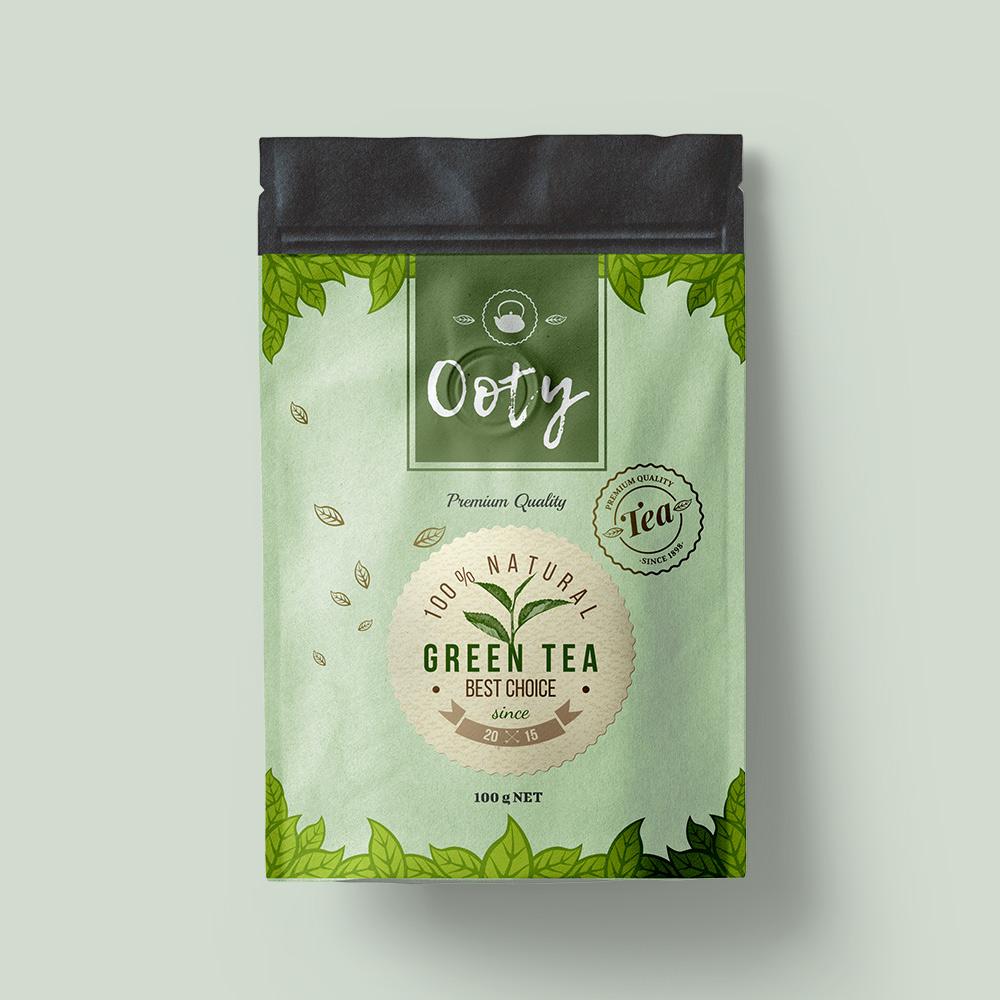 Ooty
Premium Quality
PREMIUM QUALITY
Tea
·SINCE 1898·
100% NATURAL
GREEN TEA
• BEST CHOICE •
since
20 15
100 g NET